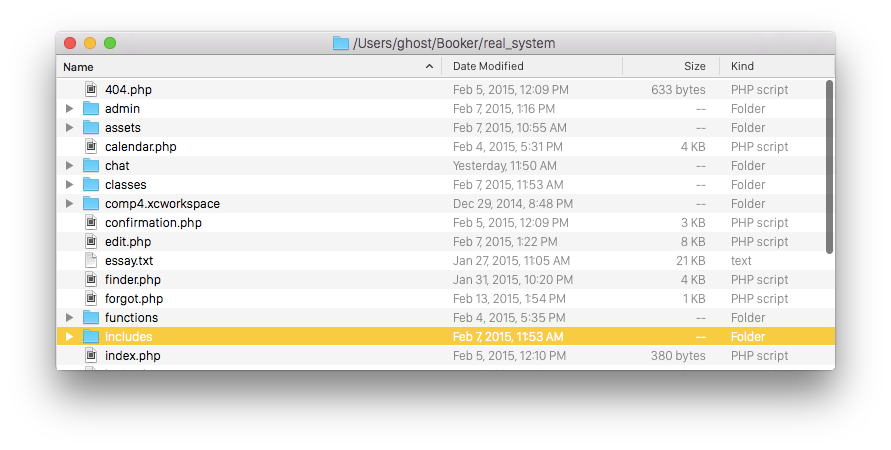 /Users/ghost/Booker/real_system
Name Date Modified Size Kind
404.php Feb 5, 2015, 12:09 PM 633 bytes PHP script
admin Feb 7, 2015, 1:16 PM -- Folder
assets Feb 7, 2015, 10:55 AM -- Folder
calendar.php Feb 4, 2015, 5:31 PM 4 KB PHP script
chat Yesterday, 11:50 AM -- Folder
classes Feb 7, 2015, 11:53 AM -- Folder
comp4.xcworkspace Dec 29, 2014, 8:48 PM -- Folder
confirmation.php Feb 5, 2015, 12:09 PM 3 KB PHP script
edit.php Feb 7, 2015, 1:22 PM 8 KB PHP script
essay.txt Jan 27, 2015, 11:05 AM 21 KB text
finder.php Jan 31, 2015, 10:20 PM 4 KB PHP script
forgot.php Feb 13, 2015, 1:54 PM 1 KB PHP script
functions Feb 4, 2015, 5:35 PM -- Folder
includes Feb 7, 2015, 11:53 AM -- Folder
index.php Feb 5, 2015, 12:10 PM 380 bytes PHP script